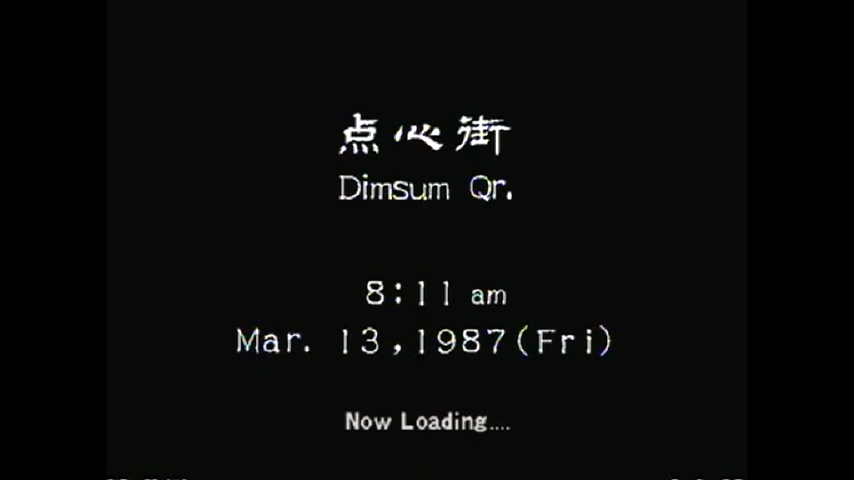 点心街
Dimsum Qr.
8:11 am
Mar. 13,1987(Fri)
Now Loading....